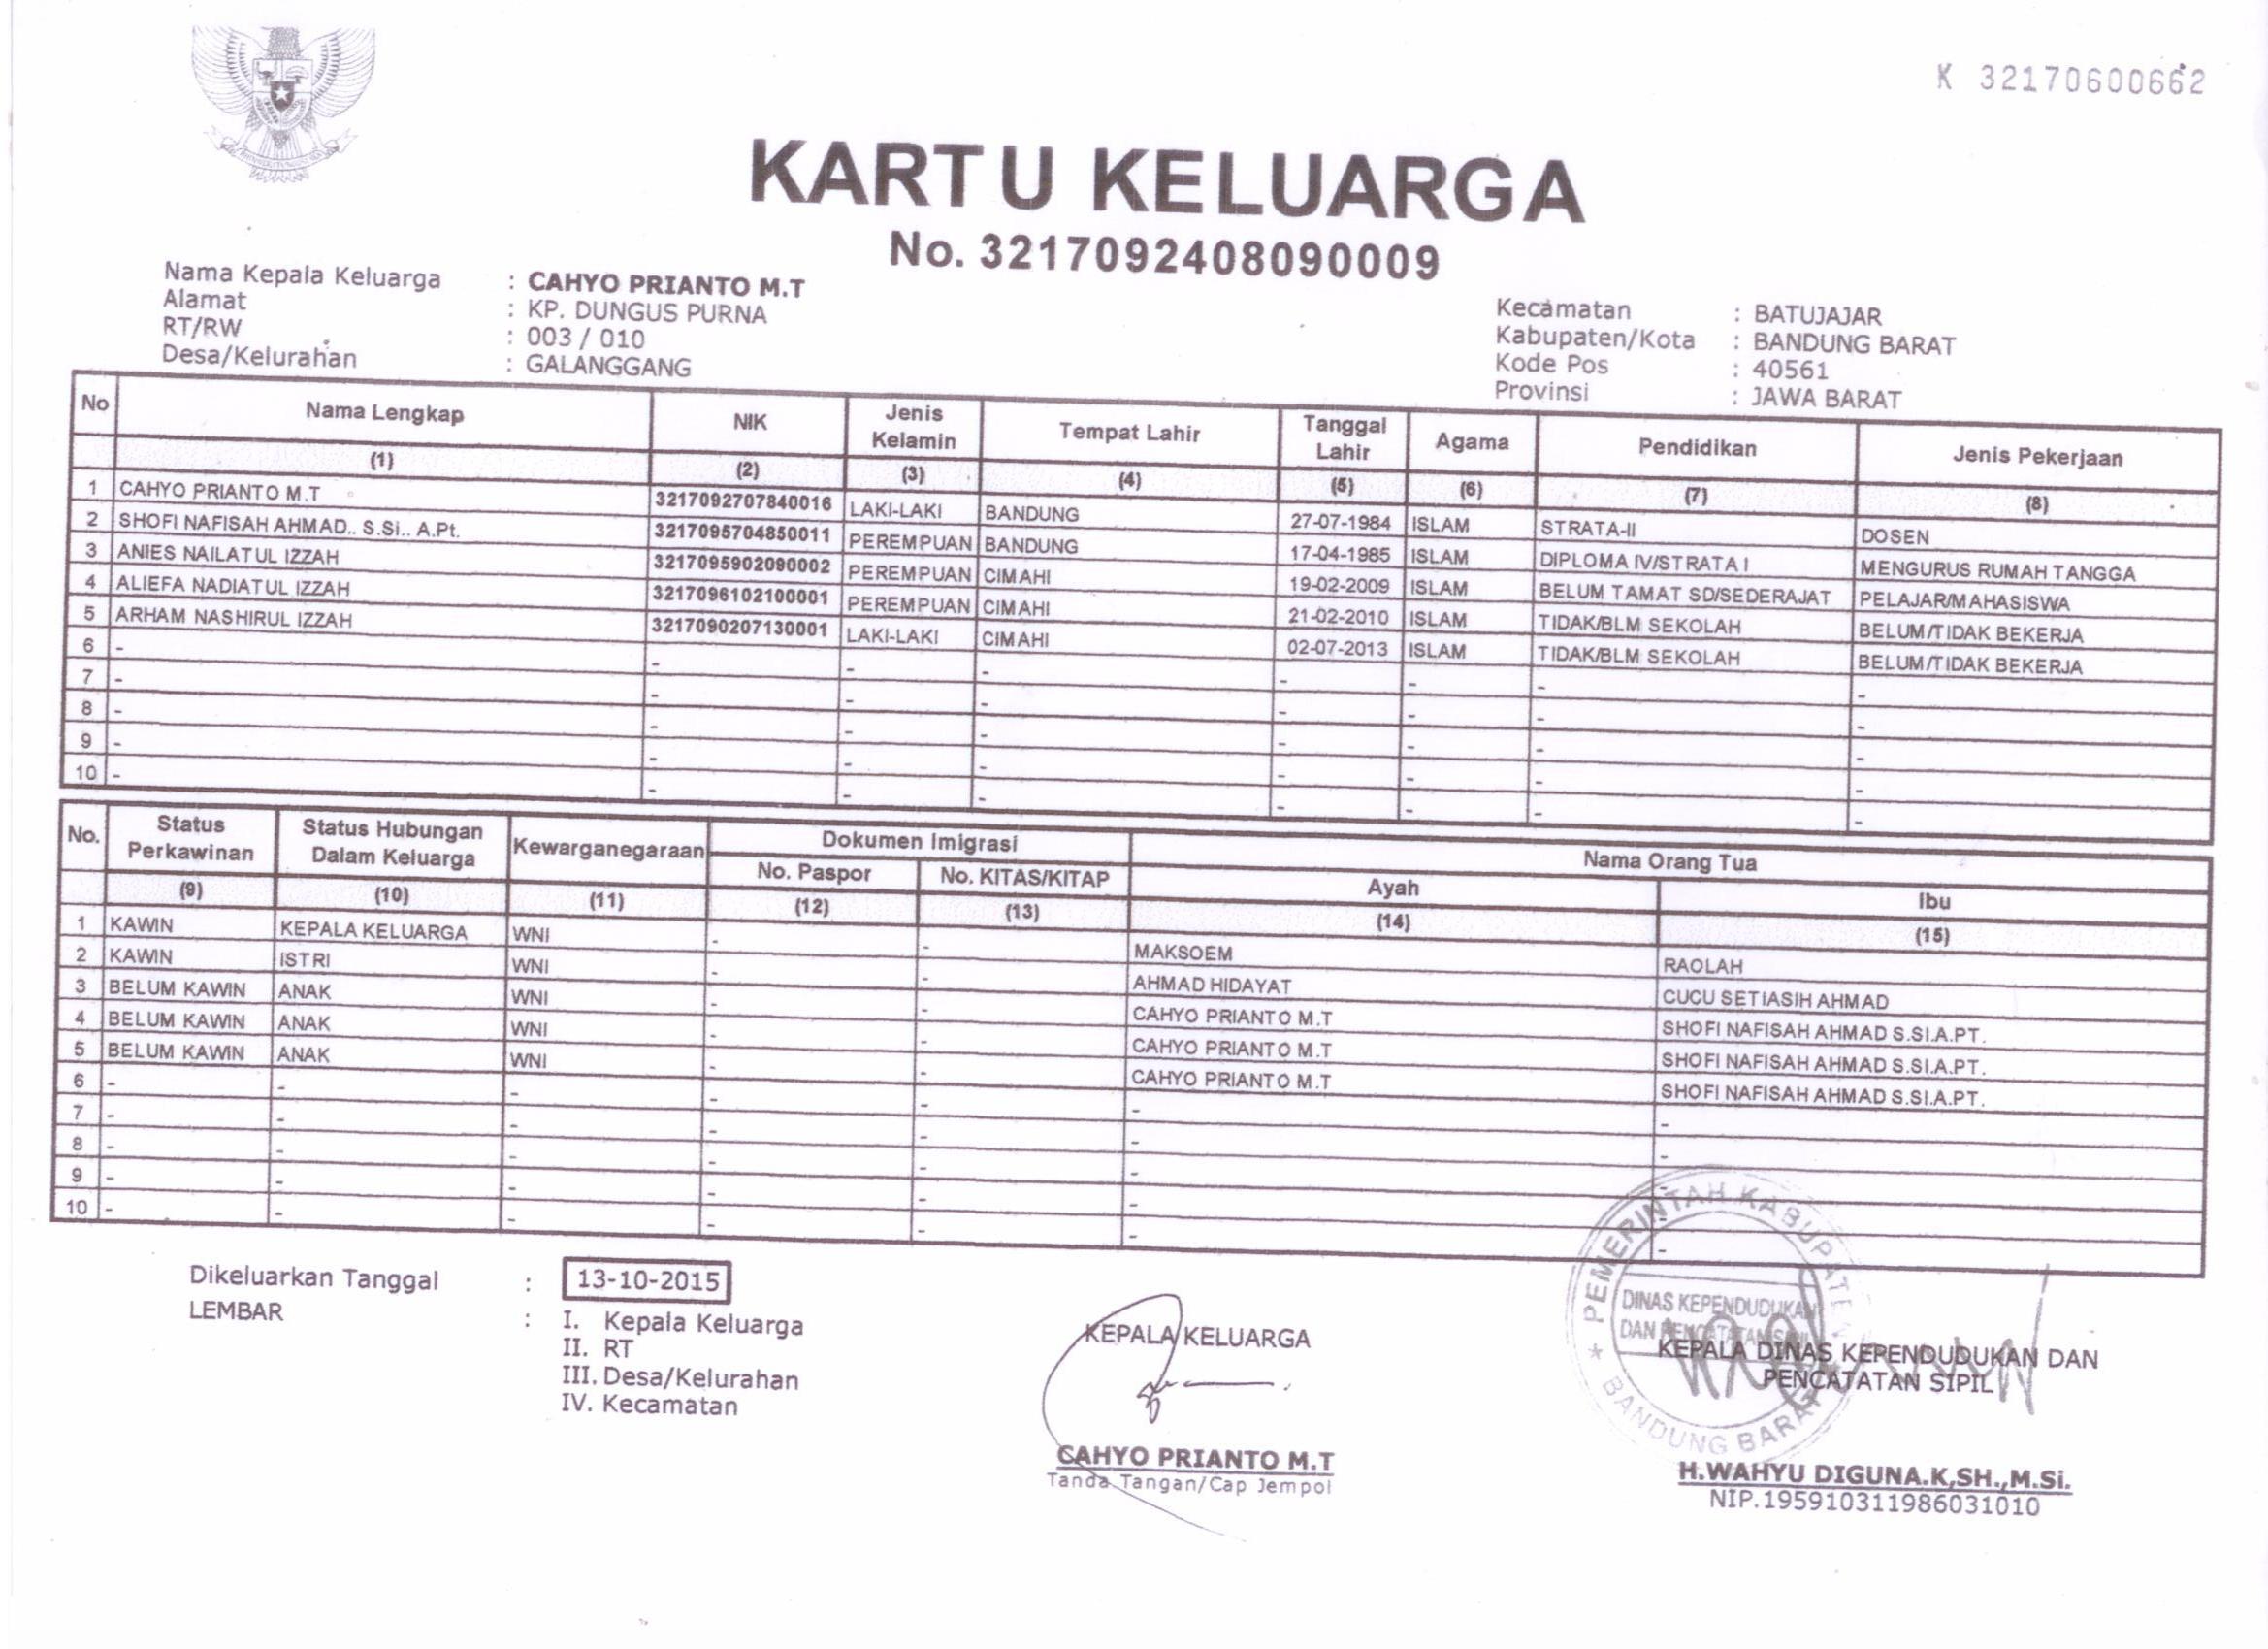 K 32170600662
KARTU KELUARGA
No. 3217092408090009
Nama Kepala Keluarga : CAHYO PRIANTO M.T
Alamat : KP. DUNGUS PURNA
RT/RW : 003 / 010
Desa/Kelurahan : GALANGGANG
Kecamatan : BATUJAJAR
Kabupaten/Kota : BANDUNG BARAT
Kode Pos : 40561
Provinsi : JAWA BARAT
No Nama Lengkap NIK Jenis Kelamin Tempat Lahir Tanggal Lahir Agama Pendidikan Jenis Pekerjaan
(1) (2) (3) (4) (5) (6) (7) (8)
1 CAHYO PRIANTO M.T 3217092707840016 LAKI-LAKI BANDUNG 27-07-1984 ISLAM STRATA-II DOSEN
2 SHOFI NAFISAH AHMAD.. S.Si.. A.Pt. 3217095704850011 PEREMPUAN BANDUNG 17-04-1985 ISLAM DIPLOMA IV/STRATA I MENGURUS RUMAH TANGGA
3 ANIES NAILATUL IZZAH 3217095902090002 PEREMPUAN CIMAHI 19-02-2009 ISLAM BELUM TAMAT SD/SEDERAJAT PELAJAR/MAHASISWA
4 ALIEFA NADIATUL IZZAH 3217096102100001 PEREMPUAN CIMAHI 21-02-2010 ISLAM TIDAK/BLM SEKOLAH BELUM/TIDAK BEKERJA
5 ARHAM NASHIRUL IZZAH 3217090207130001 LAKI-LAKI CIMAHI 02-07-2013 ISLAM TIDAK/BLM SEKOLAH BELUM/TIDAK BEKERJA
6 - - - - - - - -
7 - - - - - - - -
8 - - - - - - - -
9 - - - - - - - -
10 - - - - - - - -
No. Status Perkawinan Status Hubungan Dalam Keluarga Kewarganegaraan Dokumen Imigrasi Nama Orang Tua
No. Paspor No. KITAS/KITAP Ayah Ibu
(9) (10) (11) (12) (13) (14) (15)
1 KAWIN KEPALA KELUARGA WNI - - MAKSOEM RAOLAH
2 KAWIN ISTRI WNI - - AHMAD HIDAYAT CUCU SETIASIH AHMAD
3 BELUM KAWIN ANAK WNI - - CAHYO PRIANTO M.T SHOFI NAFISAH AHMAD S.SI.A.PT.
4 BELUM KAWIN ANAK WNI - - CAHYO PRIANTO M.T SHOFI NAFISAH AHMAD S.SI.A.PT.
5 BELUM KAWIN ANAK WNI - - CAHYO PRIANTO M.T SHOFI NAFISAH AHMAD S.SI.A.PT.
6 - - - - - - -
7 - - - - - - -
8 - - - - - - -
9 - - - - - - -
10 - - - - - - -
Dikeluarkan Tanggal : 13-10-2015
LEMBAR : I. Kepala Keluarga
II. RT
III. Desa/Kelurahan
IV. Kecamatan
KEPALA KELUARGA
CAHYO PRIANTO M.T
Tanda Tangan/Cap Jempol
PEMERINTAH KABUPATEN
DINAS KEPENDUDUKAN
DAN PENCATATAN SIPIL
BANDUNG BARAT
KEPALA DINAS KEPENDUDUKAN DAN
PENCATATAN SIPIL
H.WAHYU DIGUNA.K,SH.,M.Si.
NIP.195910311986031010